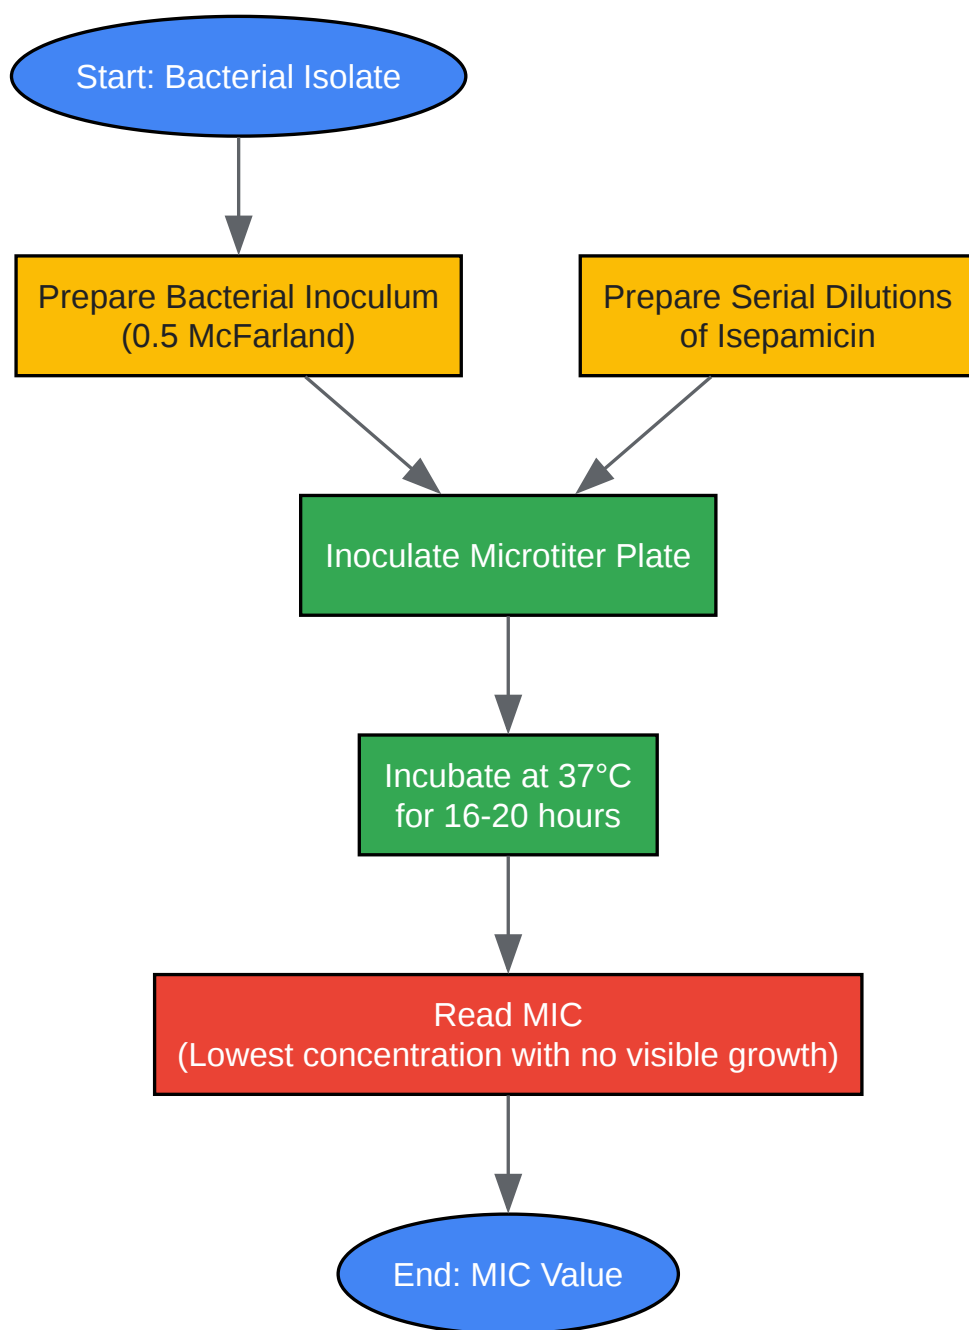 Start: Bacterial Isolate
Prepare Bacterial Inoculum
(0.5 McFarland)
Prepare Serial Dilutions
of Isepamicin
Inoculate Microtiter Plate
Incubate at 37°C
for 16-20 hours
Read MIC
(Lowest concentration with no visible growth)
End: MIC Value